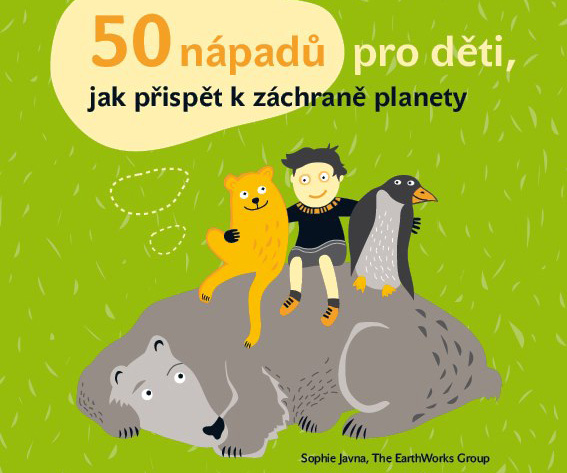 50 nápadů pro děti,
jak přispět k záchraně planety
Sophie Javna, The EarthWorks Group